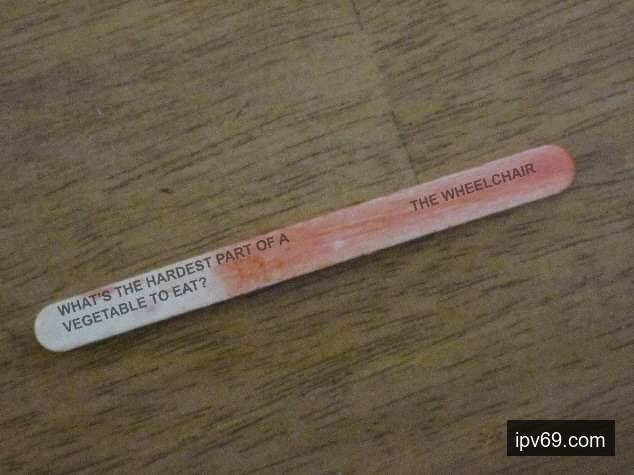 WHAT'S THE HARDEST PART OF A
VEGETABLE TO EAT?
THE WHEELCHAIR
ipv69.com